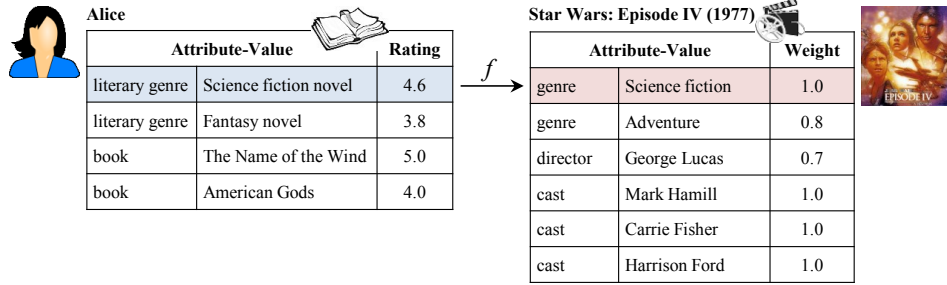 Alice
Attribute-Value Rating
literary genre Science fiction novel 4.6
literary genre Fantasy novel 3.8
book The Name of the Wind 5.0
book American Gods 4.0
f
Star Wars: Episode IV (1977)
Attribute-Value Weight
genre Science fiction 1.0
genre Adventure 0.8
director George Lucas 0.7
cast Mark Hamill 1.0
cast Carrie Fisher 1.0
cast Harrison Ford 1.0
EPISODE IV